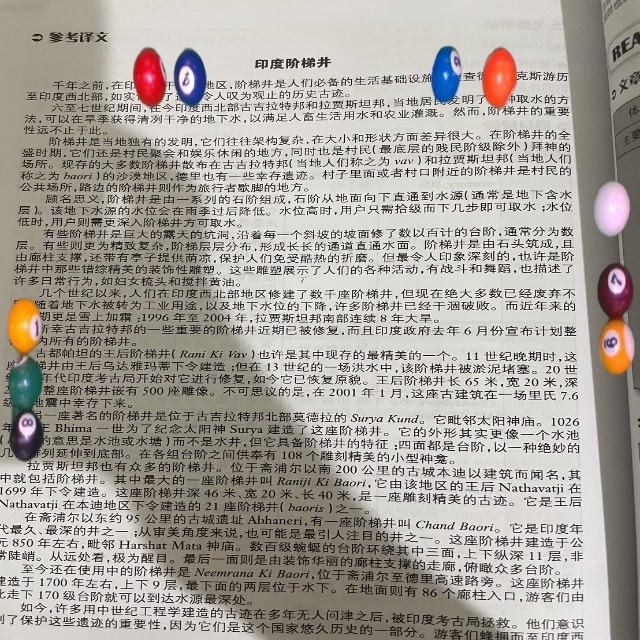 参考译文
印度阶梯井
千年之前,在印 地区,阶梯井是人们必备的生活基础设施 克斯游历
至印度西北部,如实 令人叹为观止的历史古迹。
六至七世纪期间,在今印度西北部古吉拉特邦和拉贾斯坦邦,当地居民发明了 种取水的方
法,可以在旱季获得清冽干净的地下水,以满足人畜生活用水和农业灌溉。然而,阶梯井的重要
性远不止于此。
阶梯井是当地独有的发明,它们往往架构复杂,在大小和形状方面差异很大。在阶梯井的全
盛时期,它们还是村民聚会和娱乐休闲的地方,同时也是村民(最底层的贱民阶级除外)拜神的
场所。现存的大多数阶梯井散布在古吉拉特邦(当地人们称之为 vav)和拉贾斯坦邦(当地人们
称之为 baori)的沙漠地区,德里也有一些幸存遗迹。村子里面或者村口附近的阶梯井是村民的
公共场所,路边的阶梯井则作为旅行者歇脚的地方。
顾名思义,阶梯井是由一系列的石阶组成,石阶从地面向下直通到水源(通常是地下含水
层)。该地下水源的水位会在雨季过后降低。水位高时,用户只需拾级而下几步即可取水;水位
低时,用户则需更深入阶梯井方可取水。
有些阶梯井是巨大的露天的坑洞,沿着每一个斜坡的坡面修了数以百计的台阶,通常分为数
层。有些则更为精致复杂,阶梯层层分布,形成长长的通道直通水面。阶梯井是由石头筑成,且
由廊柱支撑,还带有亭子提供荫凉,保护人们免受酷热的折磨。但最令人印象深刻的,也许是阶
梯井中那些错综精美的装饰性雕塑。这些雕塑展示了人们的各种活动,有战斗和舞蹈,也描述了
许多日常行为,如妇女梳头和搅拌黄油。
几个世纪以来,人们在印度西北部地区修建了数千座阶梯井,但现在绝大多数已经废弃不
随着地下水被转为工业用途,以及地下水位的下降,许多阶梯井已经干涸破败。而近年来的
期更是雪上加霜;1996 年至 2004 年,拉贾斯坦邦南部连续 8 年大旱。
所幸古吉拉特邦的一些重要的阶梯井近期已被修复,而且印度政府去年 6 月份宣布计划整
内所有的阶梯井。
古都帕坦的王后阶梯井(Rani Ki Vav)也许是其中现存的最精美的一个。11 世纪晚期时,这
梯井由王后乌达雅玛蒂下令建造;但在 13 世纪的一场洪水中,该阶梯井被淤泥堵塞。20 世
年代印度考古局开始对它进行修复,如今它已恢复原貌。王后阶梯井长 65 米,宽 20 米,深
整座阶梯井嵌有 500 座雕像。不可思议的是,在 2001 年 1 月,这座古建筑在一场里氏 7.6
地震中幸存下来。
一座著名的阶梯井是位于古吉拉特邦北部莫德拉的 Surya Kund。它毗邻太阳神庙。1026
王 Bhima 一世为了纪念太阳神 Surya 建造了这座阶梯井。它的外形其实更像一个水池
的意思是水池或水塘)而不是水井,但它具备阶梯井的特征:四面都是台阶,以一种绝妙的
列延伸到底部。在各组台阶之间供奉有 108 个雕刻精美的小型神龛。
拉贾斯坦邦也有众多的阶梯井。位于斋浦尔以南 200 公里的古城本迪以建筑而闻名,其
中就包括阶梯井。其中最大的一座阶梯井叫 Raniji Ki Baori,它由该地区的王后 Nathavatji 在
1699 年下令建造。这座阶梯井深 46 米、宽 20 米、长 40 米,是一座雕刻精美的古迹。它是王后
Nathavatji 在本迪地区下令建造的 21 座阶梯井(baoris)之一。
在斋浦尔以东约 95 公里的古城遗址 Abhaneri,有一座阶梯井叫 Chand Baori。它是印度年
代最久、最深的井之一;从审美角度来说,也可能是最引人注目的井之一。这座阶梯井建造于公
元 850 年左右,毗邻 Harshat Mata 神庙。数百级蜿蜒的台阶环绕其中三面,上下纵深 11 层,非
常陡峭。从远处看,极为醒目。最后一面则是由装饰华丽的廊柱支撑的走廊,俯瞰众多台阶。
至今还在使用中的阶梯井是 Neemrana Ki Baori,位于斋浦尔至德里高速路旁。这座阶梯井
建造于 1700 年左右,上下 9 层,最下面的两层位于水下。在地面则有 86 个廊柱入口,游客们由
此走下 170 级台阶就可以到达水源最深处。
如今,许多用中世纪工程学建造的古迹在多年无人问津之后,被印度考古局拯救。他们意识
到了保护这些遗迹的重要性,因为它们是这个国家悠久历史的一部分。游客们蜂拥而至印度西
REA
文章
体
主要